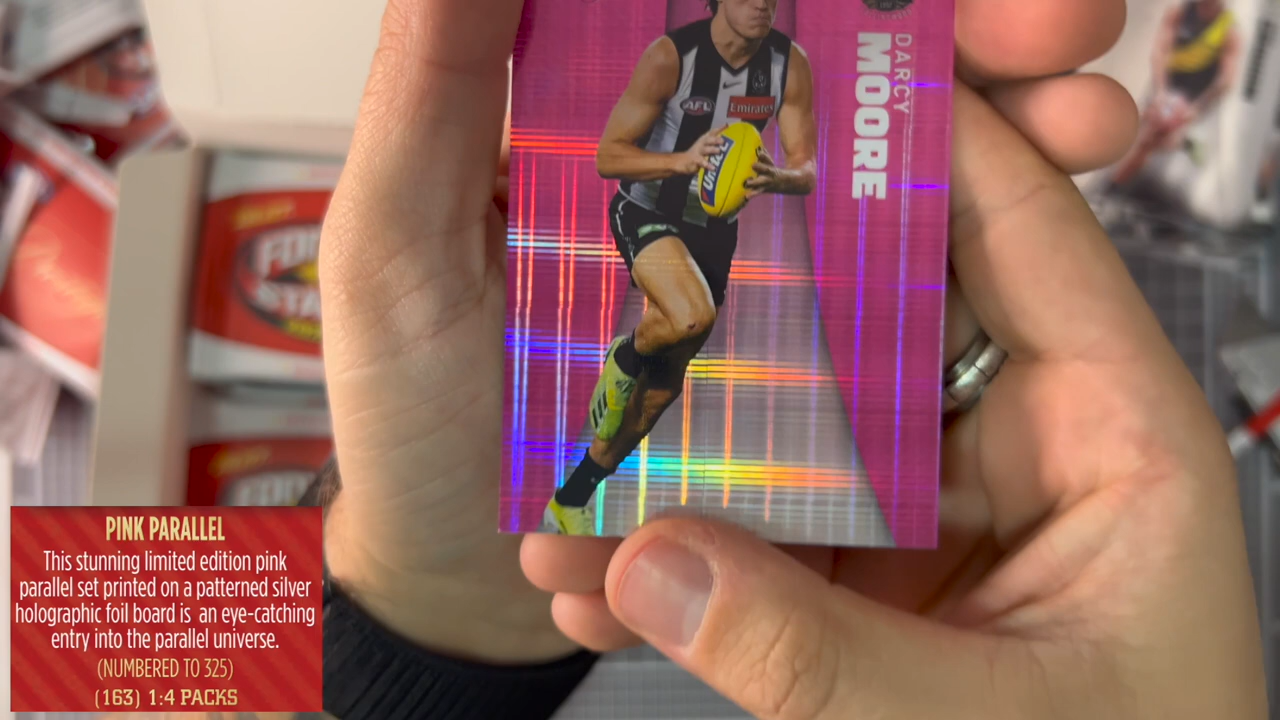 DARCY
MOORE
AFL
Emirates
PINK PARALLEL
This stunning limited edition pink
parallel set printed on a patterned silver
holographic foil board is an eye-catching
entry into the parallel universe.
(NUMBERED TO 325)
(163) 1:4 PACKS